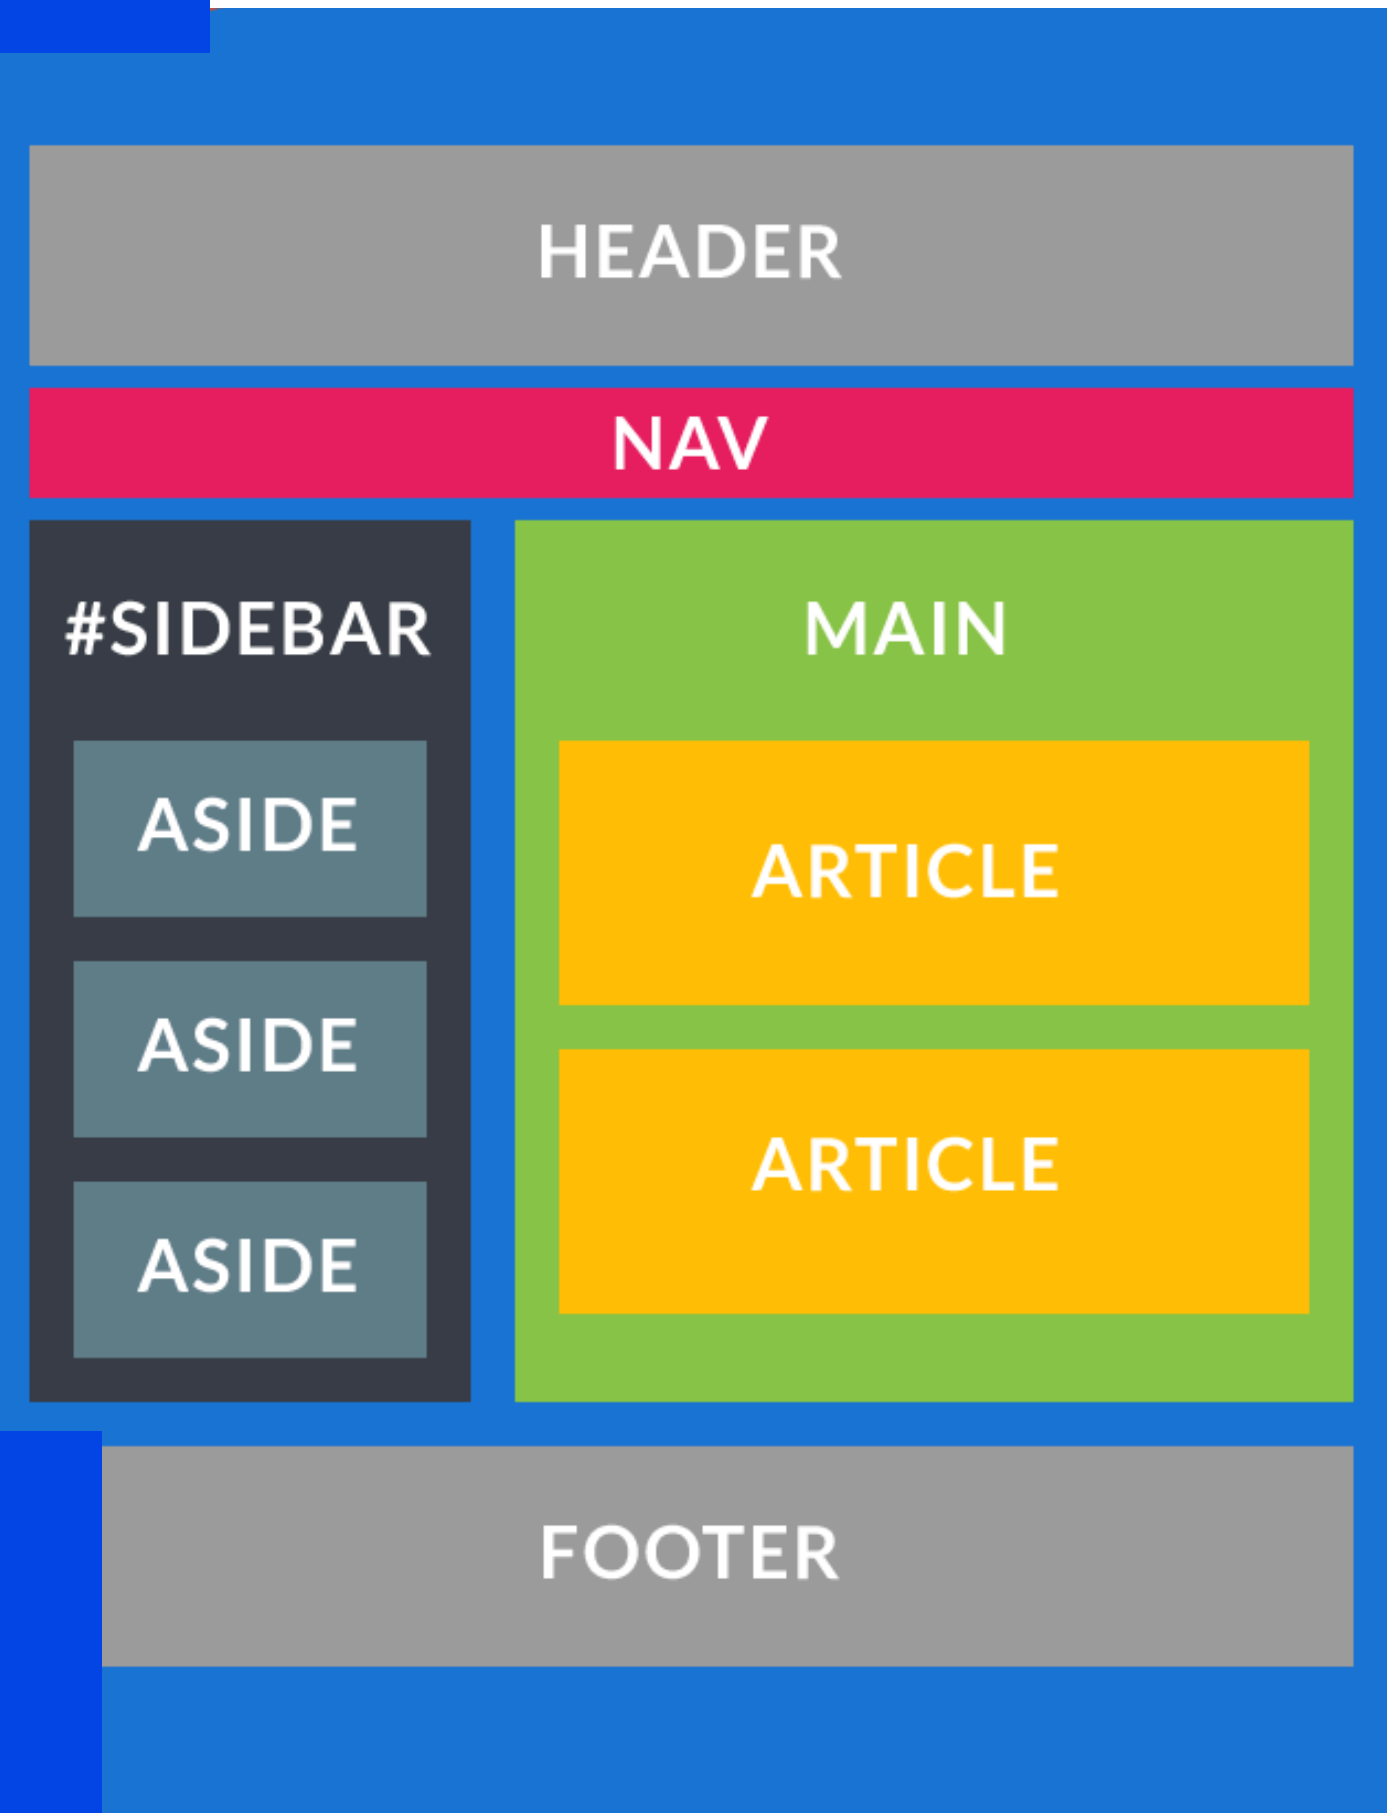 HEADER
NAV
#SIDEBAR
ASIDE
ASIDE
ASIDE
MAIN
ARTICLE
ARTICLE
FOOTER